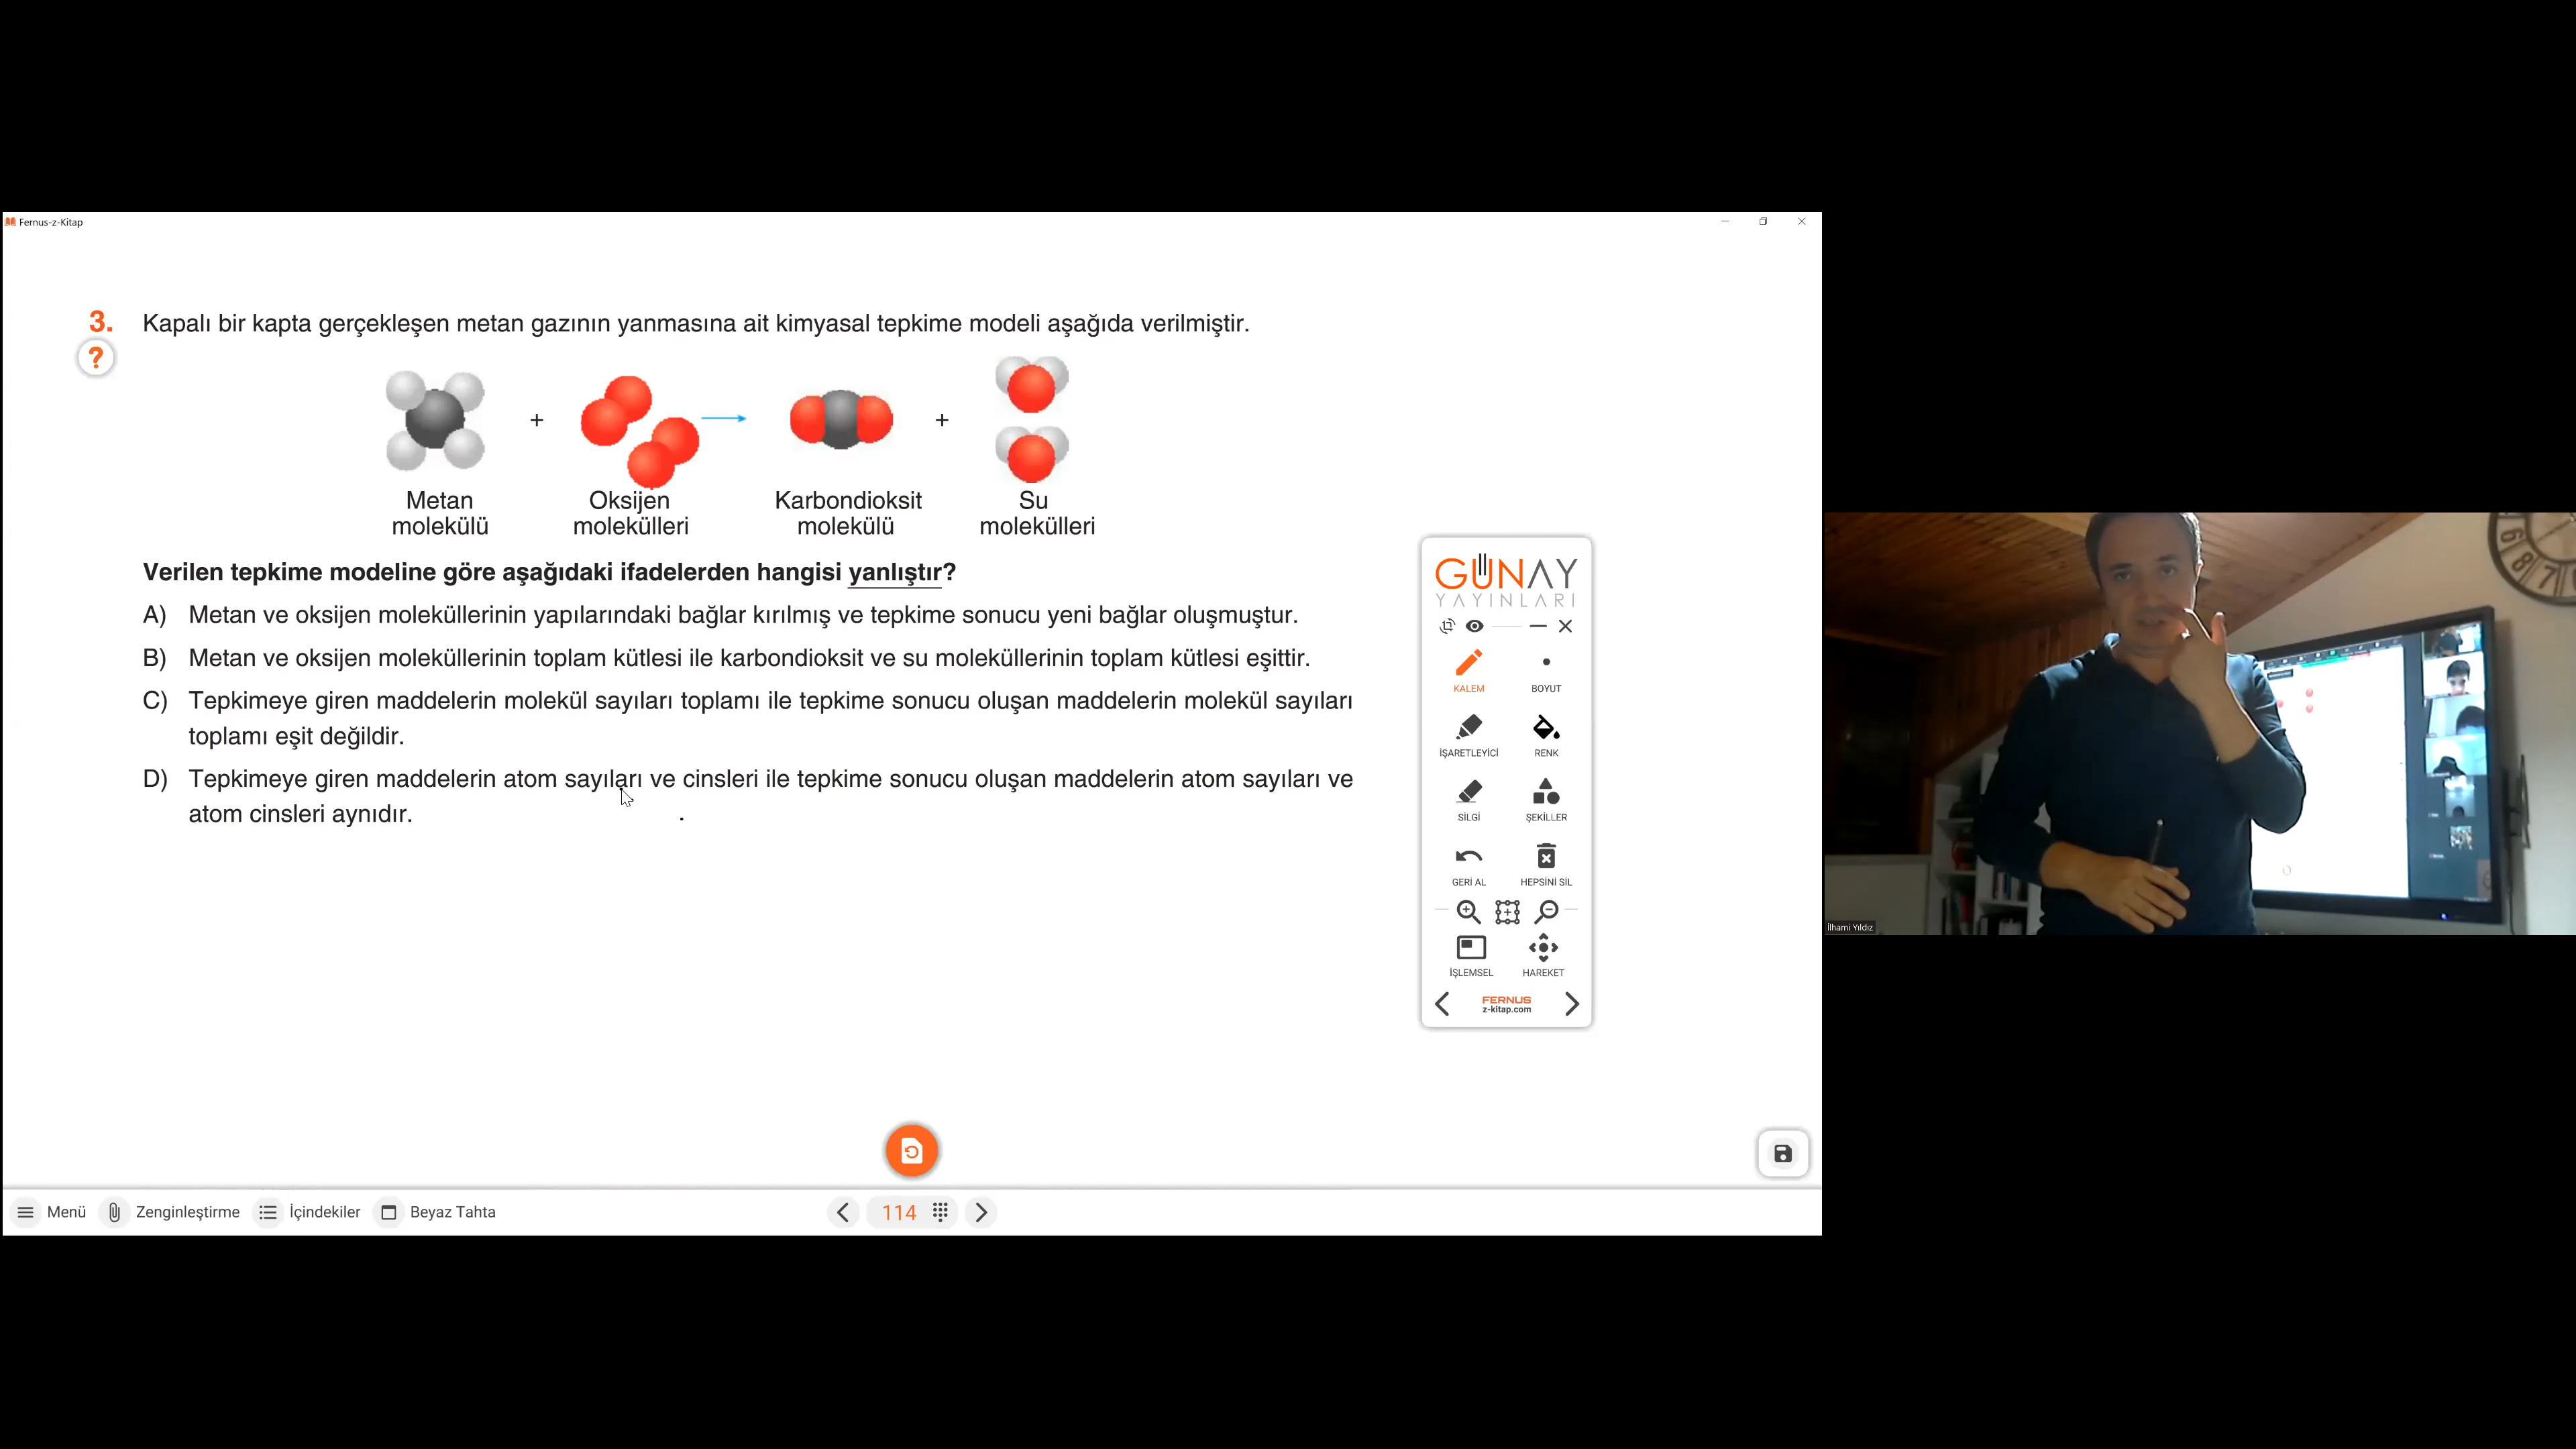 Fernus-z-Kitap
3. Kapalı bir kapta gerçekleşen metan gazının yanmasına ait kimyasal tepkime modeli aşağıda verilmiştir.
?
+ +
Metan molekülü
Oksijen molekülleri
Karbondioksit molekülü
Su molekülleri
Verilen tepkime modeline göre aşağıdaki ifadelerden hangisi yanlıştır?
A) Metan ve oksijen moleküllerinin yapılarındaki bağlar kırılmış ve tepkime sonucu yeni bağlar oluşmuştur.
B) Metan ve oksijen moleküllerinin toplam kütlesi ile karbondioksit ve su moleküllerinin toplam kütlesi eşittir.
C) Tepkimeye giren maddelerin molekül sayıları toplamı ile tepkime sonucu oluşan maddelerin molekül sayıları
toplamı eşit değildir.
D) Tepkimeye giren maddelerin atom sayıları ve cinsleri ile tepkime sonucu oluşan maddelerin atom sayıları ve
atom cinsleri aynıdır.
GÜNAY
YAYINLARI
KALEM BOYUT
İŞARETLEYİCİ RENK
SİLGİ ŞEKİLLER
GERİ AL HEPSİNİ SİL
İŞLEMSEL HAREKET
FERNUS
z-kitap.com
Menü Zenginleştirme İçindekiler Beyaz Tahta 114
İlhami Yıldız
6 8 7